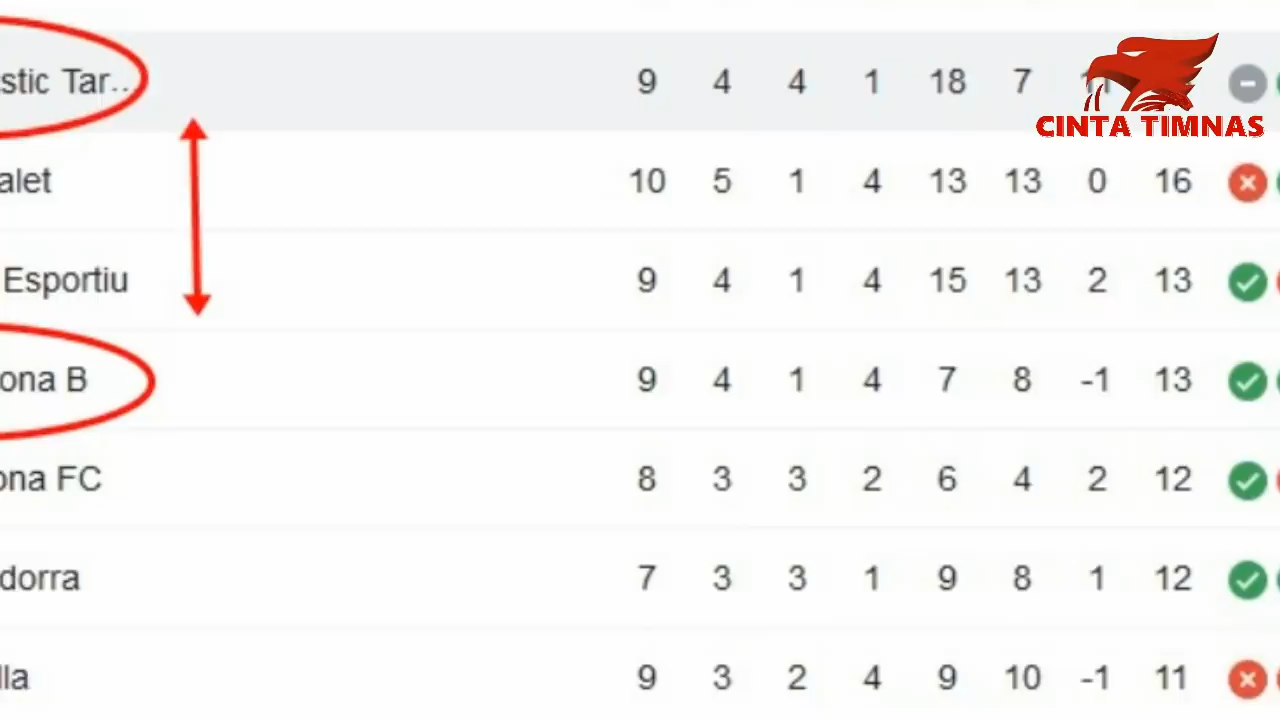 stic Tar.. 9 4 4 1 18 7 11
CINTA TIMNAS
alet 10 5 1 4 13 13 0 16
Esportiu 9 4 1 4 15 13 2 13
ona B 9 4 1 4 7 8 -1 13
ona FC 8 3 3 2 6 4 2 12
dorra 7 3 3 1 9 8 1 12
lla 9 3 2 4 9 10 -1 11